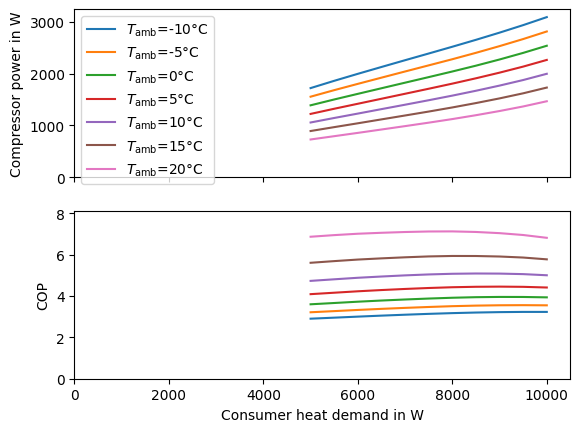 Compressor power in W
3000
2000
1000
0
T_amb=-10°C
T_amb=-5°C
T_amb=0°C
T_amb=5°C
T_amb=10°C
T_amb=15°C
T_amb=20°C
COP
8
6
4
2
0
0 2000 4000 6000 8000 10000
Consumer heat demand in W